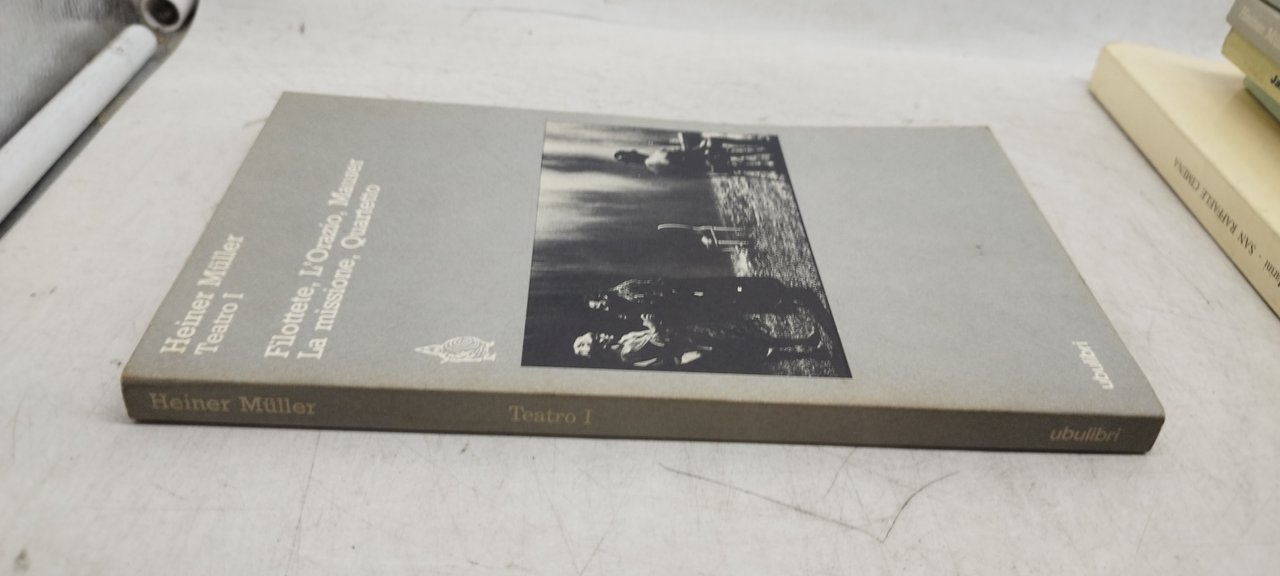 Heiner Müller
Teatro I
Filottete, L'Orazio, Mauser
La missione, Quartetto
ubulibri
Heiner Müller
Teatro I
ubulibri
SAN RAFFAELE CIMENA